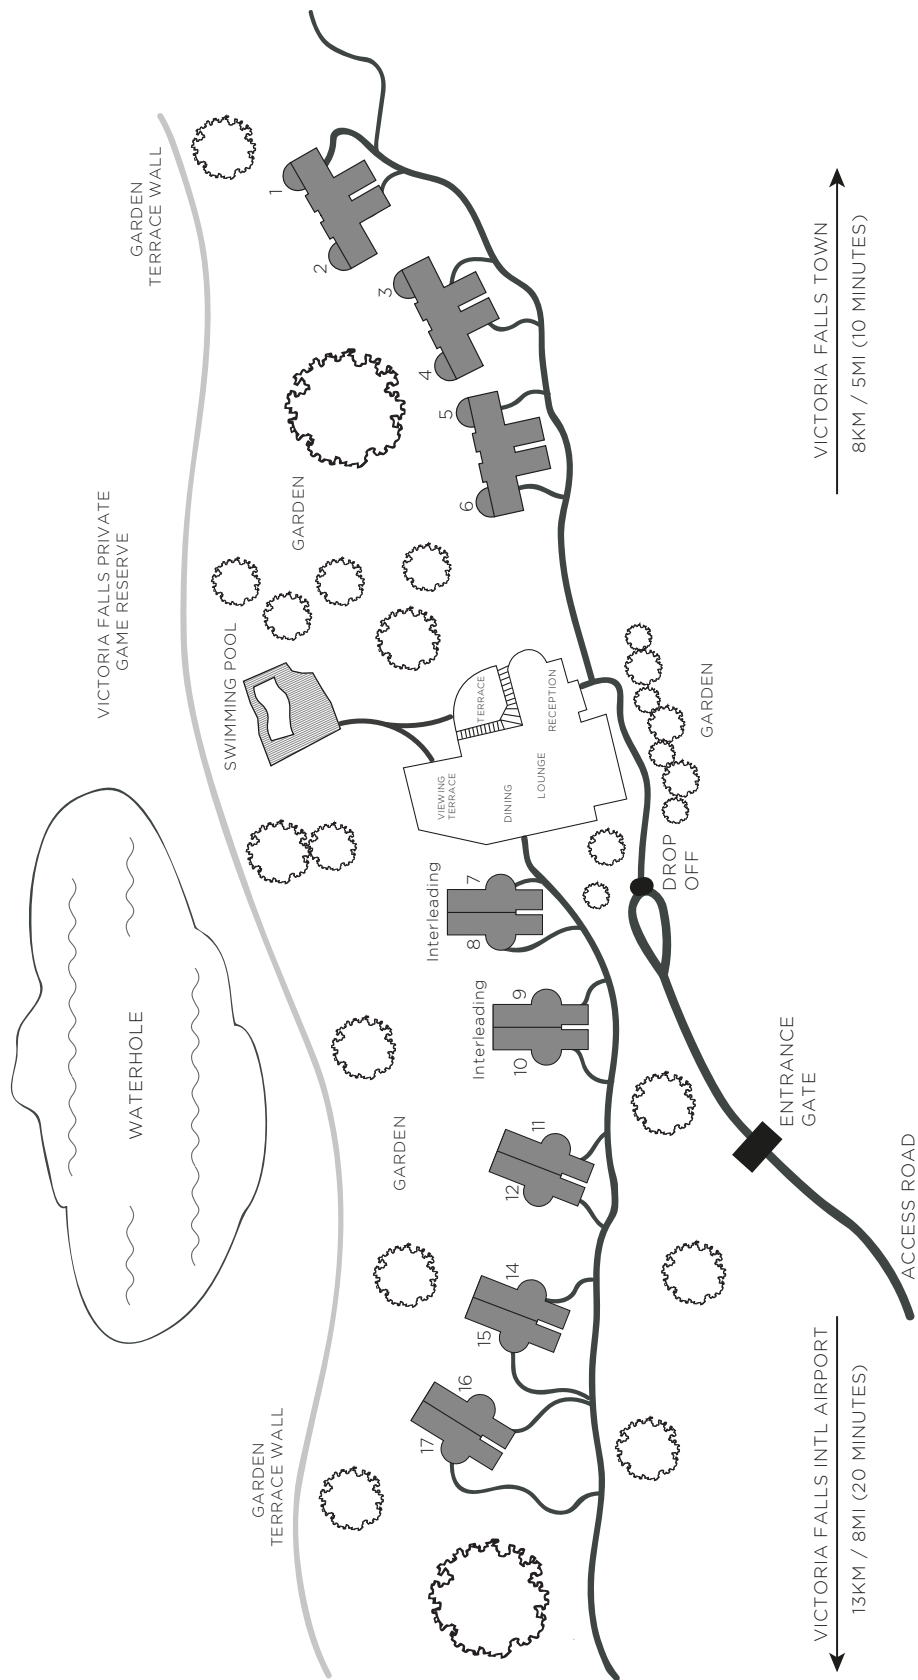 GARDEN
TERRACE WALL
1
2
3
4
5
6
VICTORIA FALLS TOWN
8KM / 5MI (10 MINUTES)
GARDEN
VICTORIA FALLS PRIVATE
GAME RESERVE
SWIMMING POOL
TERRACE
RECEPTION
VIEWING
TERRACE
DINING
LOUNGE
GARDEN
DROP
OFF
WATERHOLE
Interleading
7
8
Interleading
9
10
ENTRANCE
GATE
GARDEN
11
12
ACCESS ROAD
14
15
16
17
GARDEN
TERRACE WALL
VICTORIA FALLS INTL AIRPORT
13KM / 8MI (20 MINUTES)